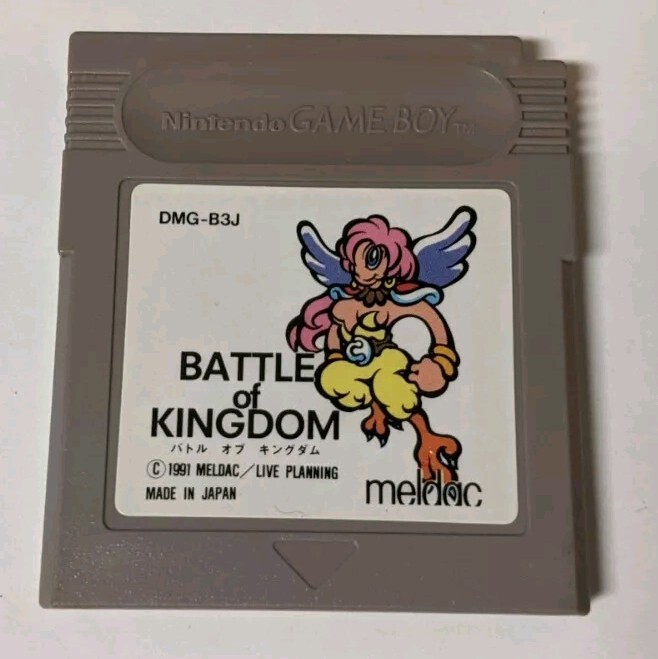 Nintendo GAME BOY TM
DMG-B3J
BATTLE
of
KINGDOM
バトル オブ キングダム
© 1991 MELDAC/LIVE PLANNING
MADE IN JAPAN
meldac
C